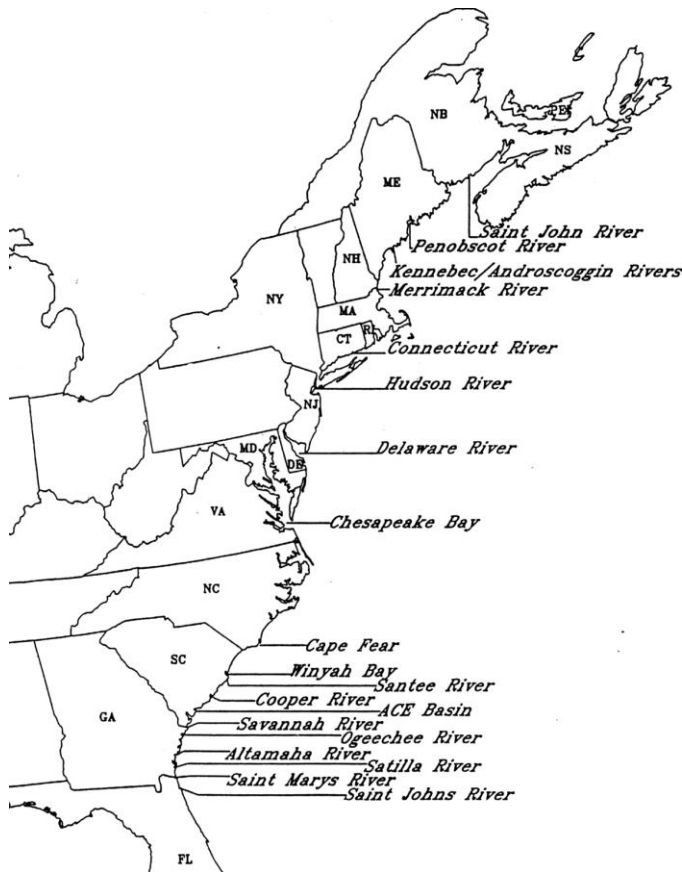 NB
PE
NS
ME
Saint John River
Penobscot River
NH
Kennebec/Androscoggin Rivers
Merrimack River
NY
MA
CT
RI
Connecticut River
Hudson River
NJ
MD
Delaware River
DE
VA
Chesapeake Bay
NC
Cape Fear
SC
Winyah Bay
Santee River
Cooper River
ACE Basin
GA
Savannah River
Ogeechee River
Altamaha River
Satilla River
Saint Marys River
Saint Johns River
FL